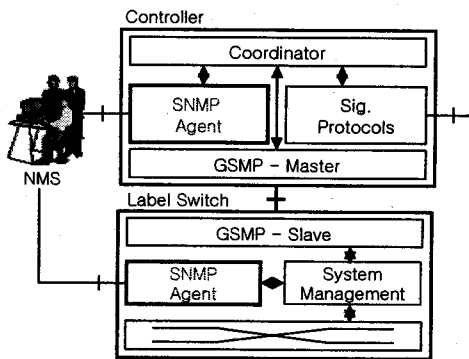 Controller
Coordinator
SNMP
Agent
Sig.
Protocols
GSMP - Master
NMS
Label Switch
GSMP - Slave
SNMP
Agent
System
Management